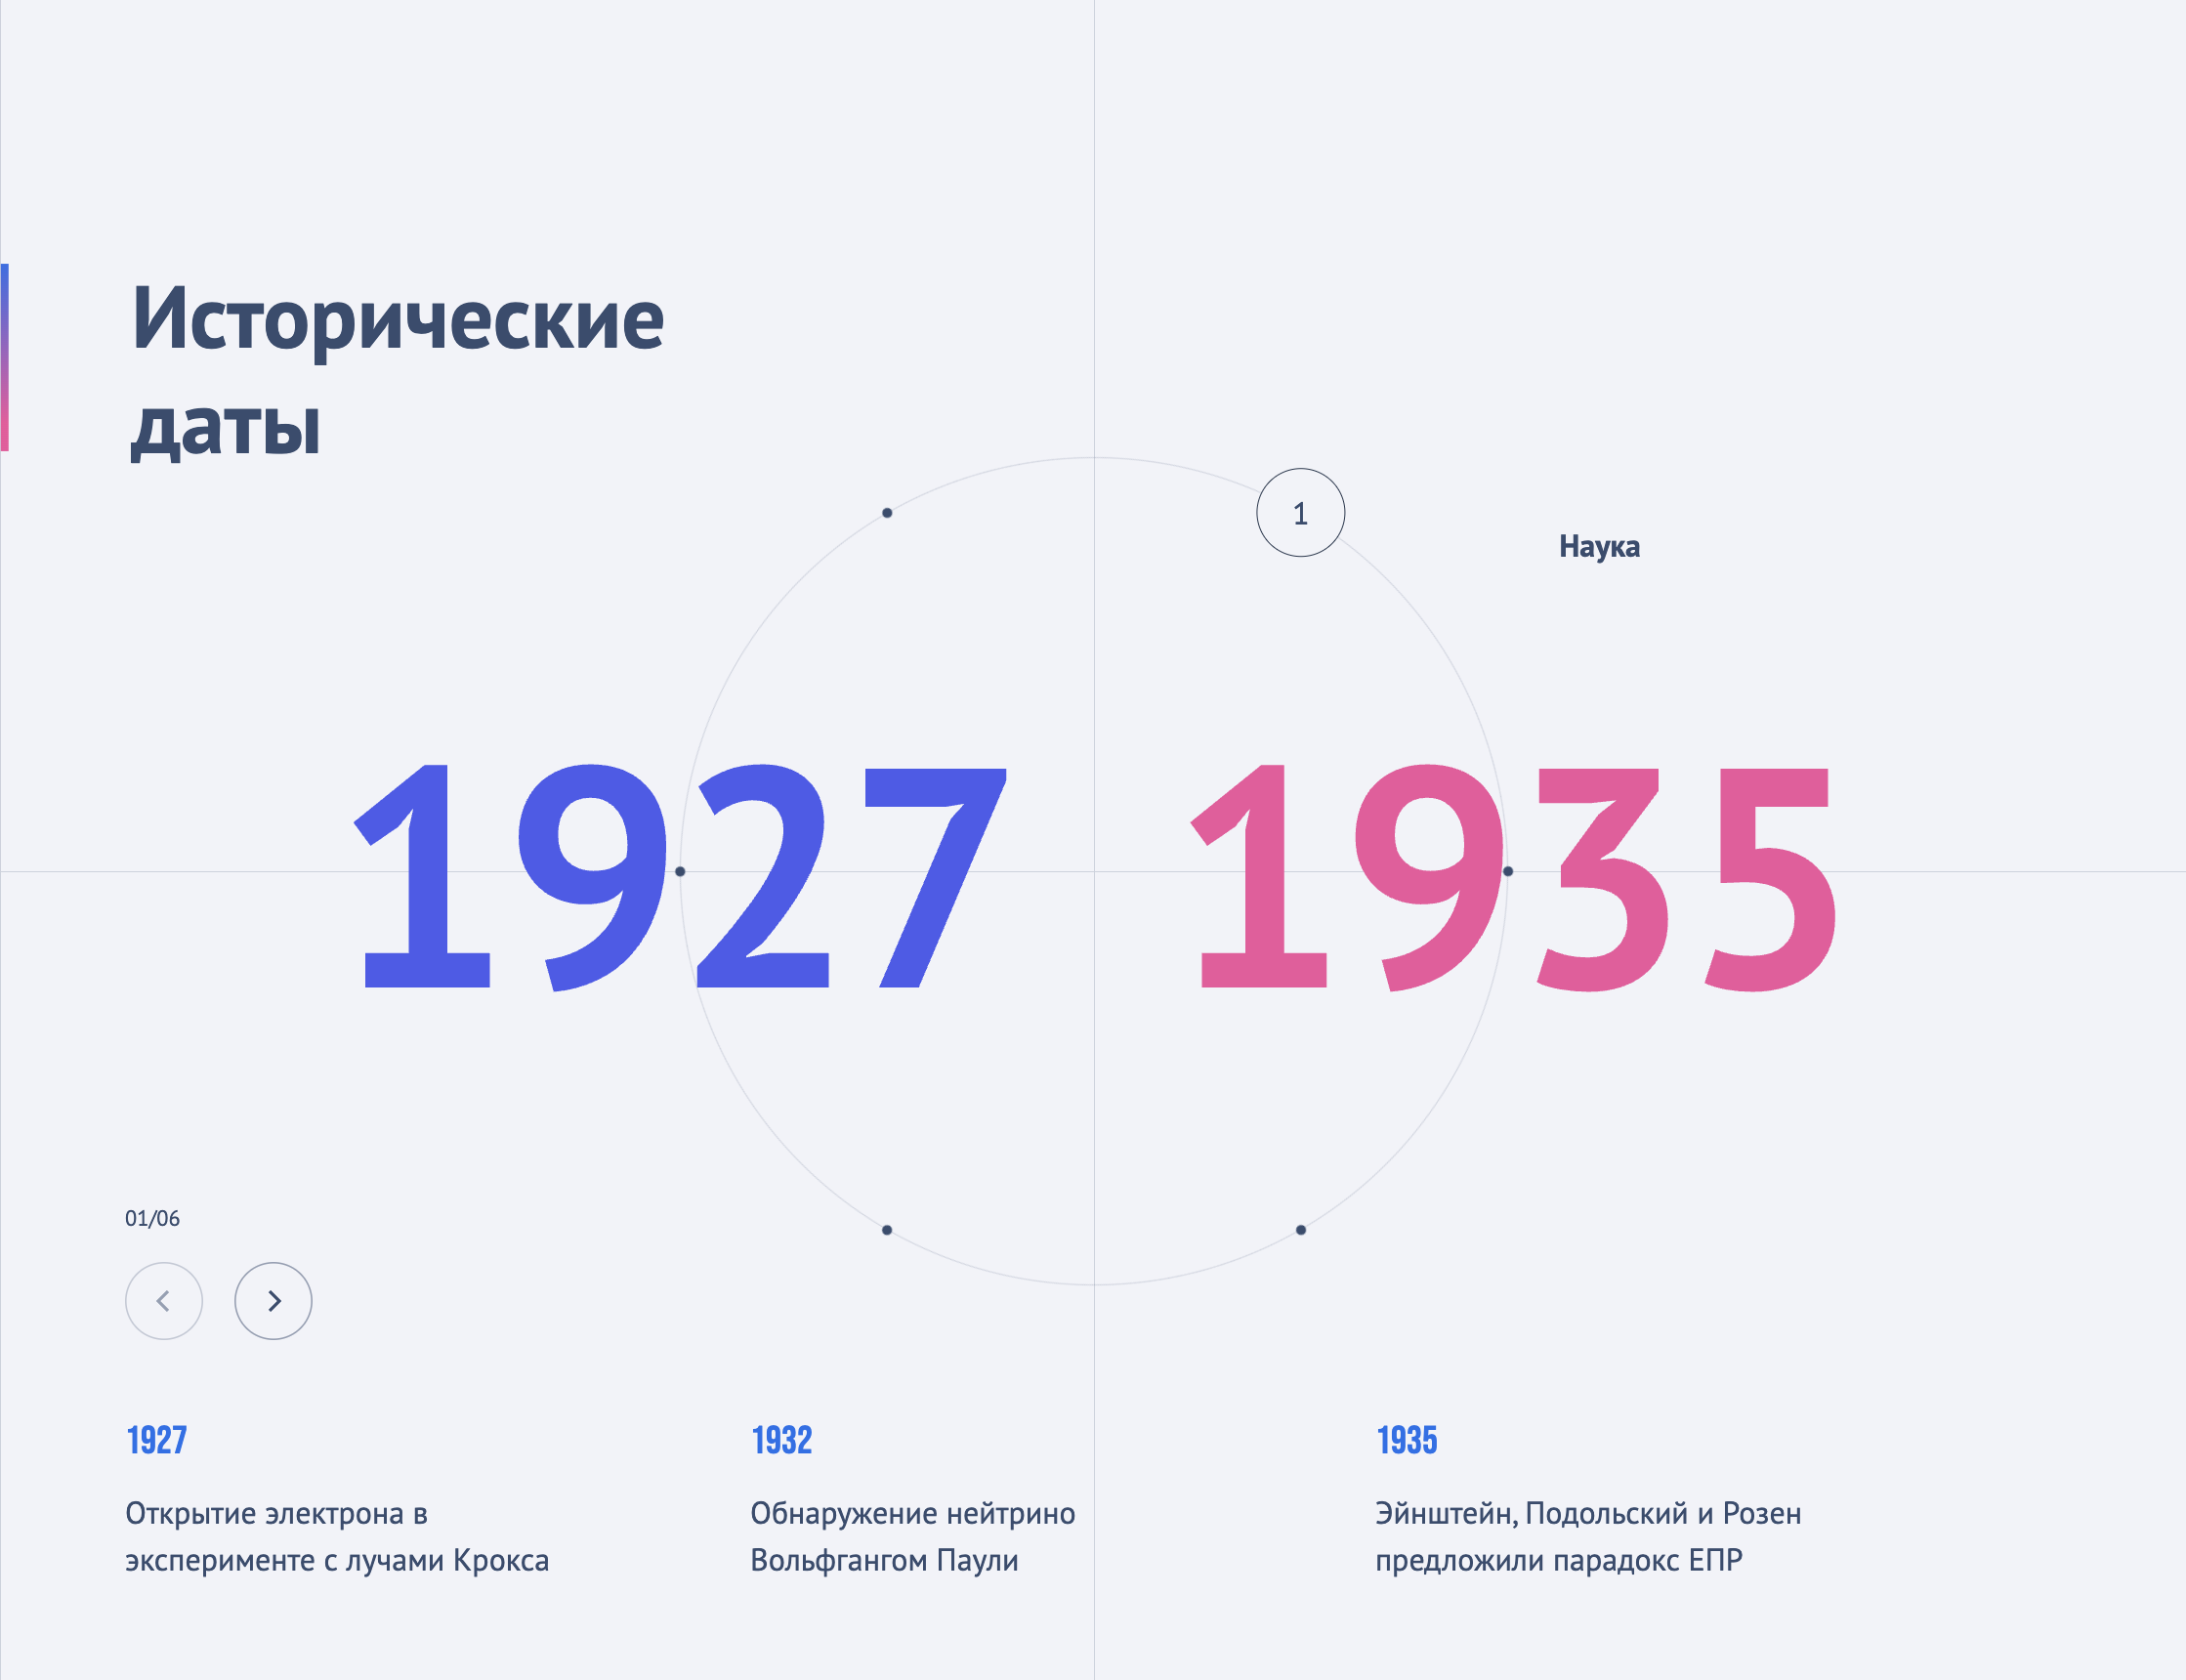 Исторические
даты
1
Наука
1927 1935
01/06
1927
Открытие электрона в
эксперименте с лучами Крокса
1932
Обнаружение нейтрино
Вольфгангом Паули
1935
Эйнштейн, Подольский и Розен
предложили парадокс ЕПР